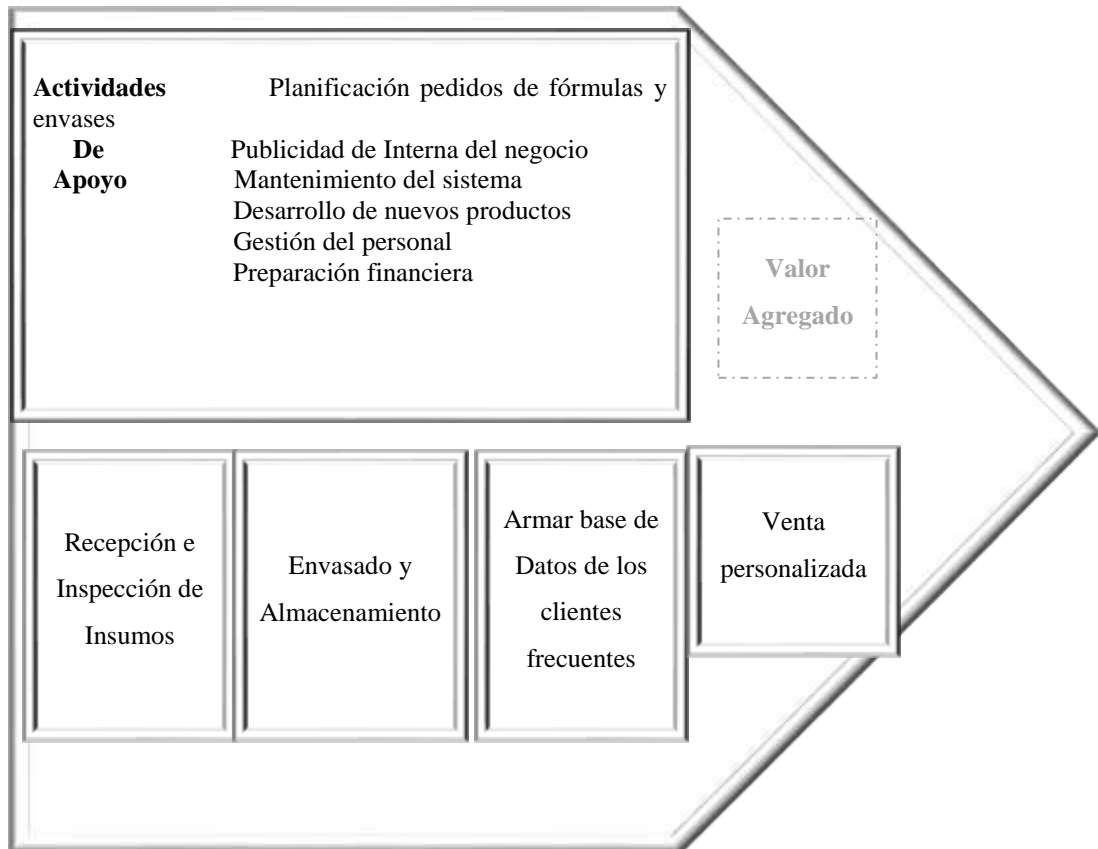 Actividades Planificación pedidos de fórmulas y
envases
De Publicidad de Interna del negocio
Apoyo Mantenimiento del sistema
Desarrollo de nuevos productos
Gestión del personal
Preparación financiera
Valor
Agregado
Recepción e
Inspección de
Insumos
Envasado y
Almacenamiento
Armar base de
Datos de los
clientes
frecuentes
Venta
personalizada